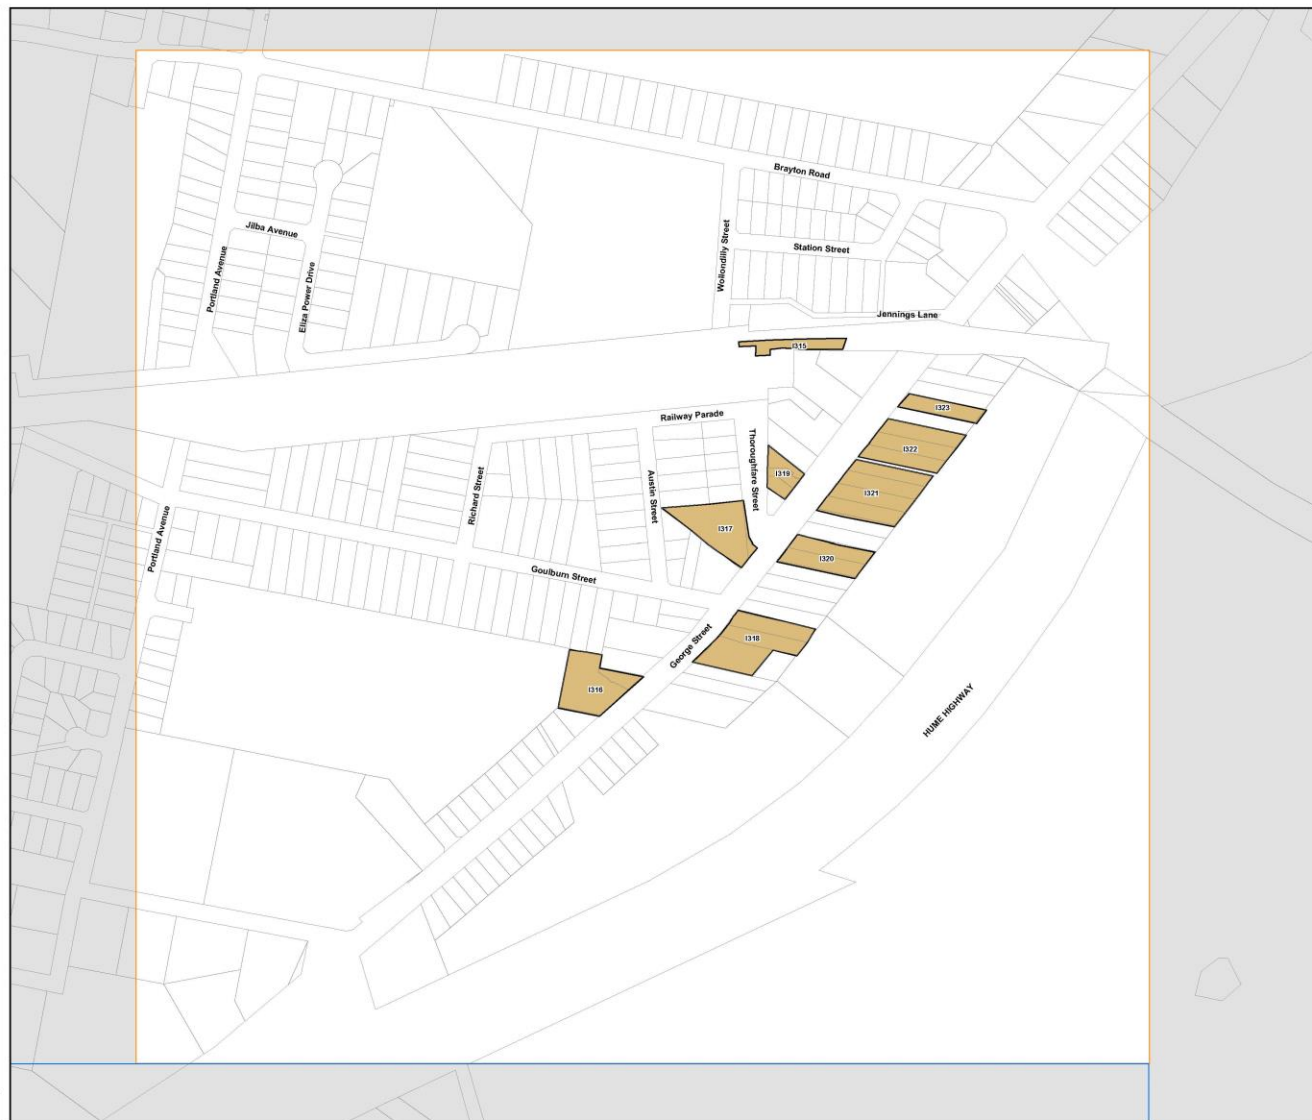 Brayton Road
Jilba Avenue
Wollondilly Street
Station Street
Portland Avenue
Eliza Power Drive
Jennings Lane
I315
I323
Railway Parade
I322
Thoroughfare Street
I319
Richard Street
Austin Street
I321
I317
Portland Avenue
I320
Goulburn Street
I318
George Street
I316
HUME HIGHWAY